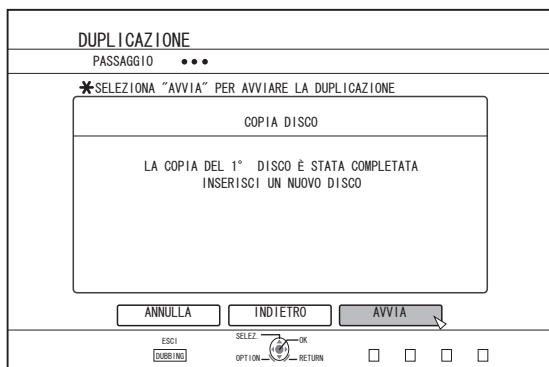 DUPLICAZIONE
PASSAGGIO •••
*SELEZIONA "AVVIA" PER AVVIARE LA DUPLICAZIONE
COPIA DISCO
LA COPIA DEL 1° DISCO È STATA COMPLETATA
INSERISCI UN NUOVO DISCO
ANNULLA INDIETRO AVVIA
ESCI SELEZ. OK
DUBBING OPTION RETURN